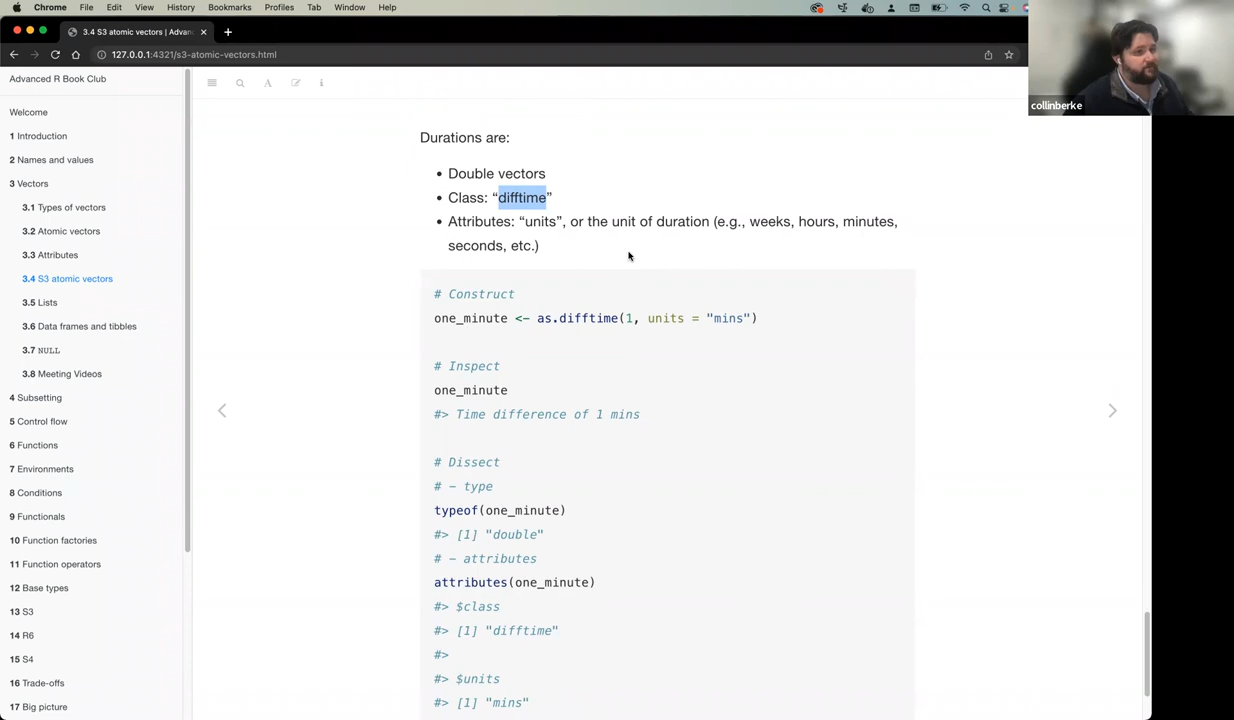 Chrome File Edit View History Bookmarks Profiles Tab Window Help
3.4 S3 atomic vectors | Advan
127.0.0.1:4321/s3-atomic-vectors.html
collinberke
Advanced R Book Club
Welcome
1 Introduction
2 Names and values
3 Vectors
3.1 Types of vectors
3.2 Atomic vectors
3.3 Attributes
3.4 S3 atomic vectors
3.5 Lists
3.6 Data frames and tibbles
3.7 NULL
3.8 Meeting Videos
4 Subsetting
5 Control flow
6 Functions
7 Environments
8 Conditions
9 Functionals
10 Function factories
11 Function operators
12 Base types
13 S3
14 R6
15 S4
16 Trade-offs
17 Big picture
Durations are:
• Double vectors
• Class: “difftime”
• Attributes: “units”, or the unit of duration (e.g., weeks, hours, minutes,
seconds, etc.)
# Construct
one_minute <- as.difftime(1, units = "mins")
# Inspect
one_minute
#> Time difference of 1 mins
# Dissect
# - type
typeof(one_minute)
#> [1] "double"
# - attributes
attributes(one_minute)
#> $class
#> [1] "difftime"
#>
#> $units
#> [1] "mins"